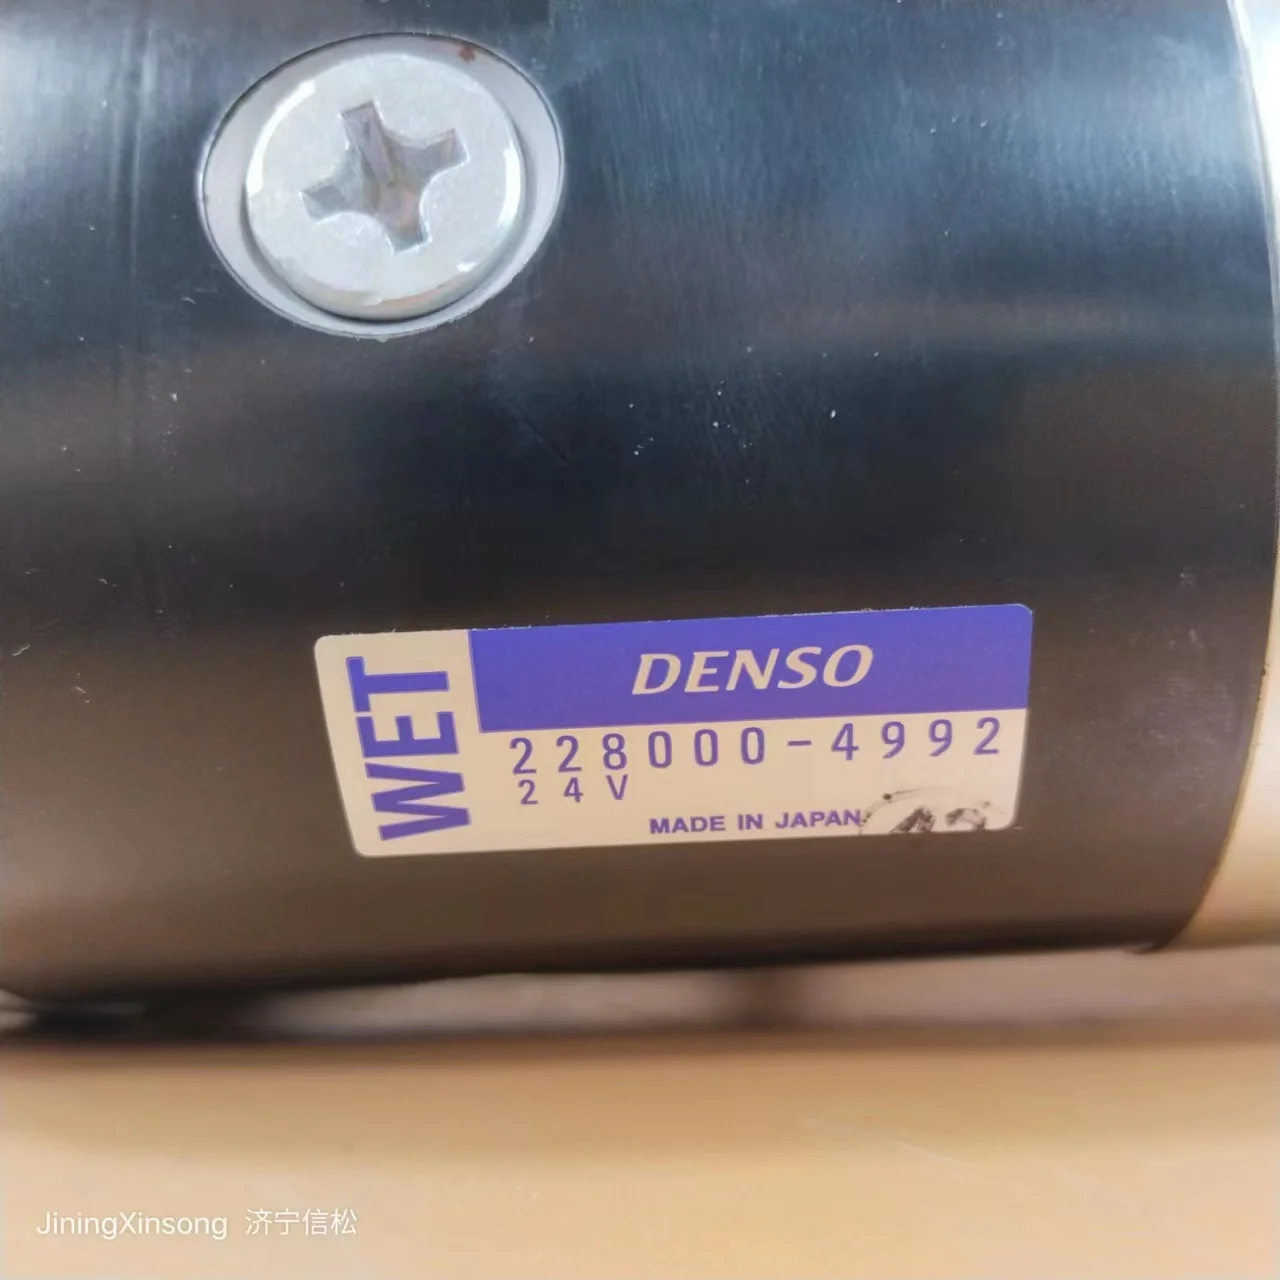 WET
DENSO
228000-4992
24V
MADE IN JAPAN
JiningXinsong 济宁信松